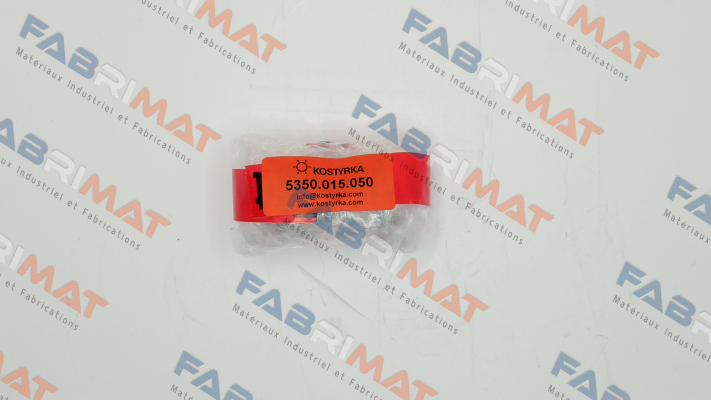 KOSTYRKA
5350.015.050
info@kostyrka.com
www.kostyrka.com
FABRIMAT
Matériaux Industriel et Fabrications